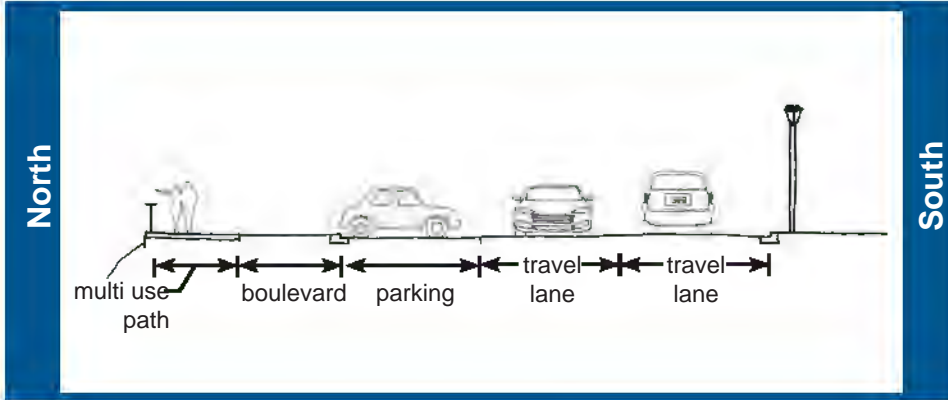 North
multi use
path
boulevard
parking
travel
lane
travel
lane
South